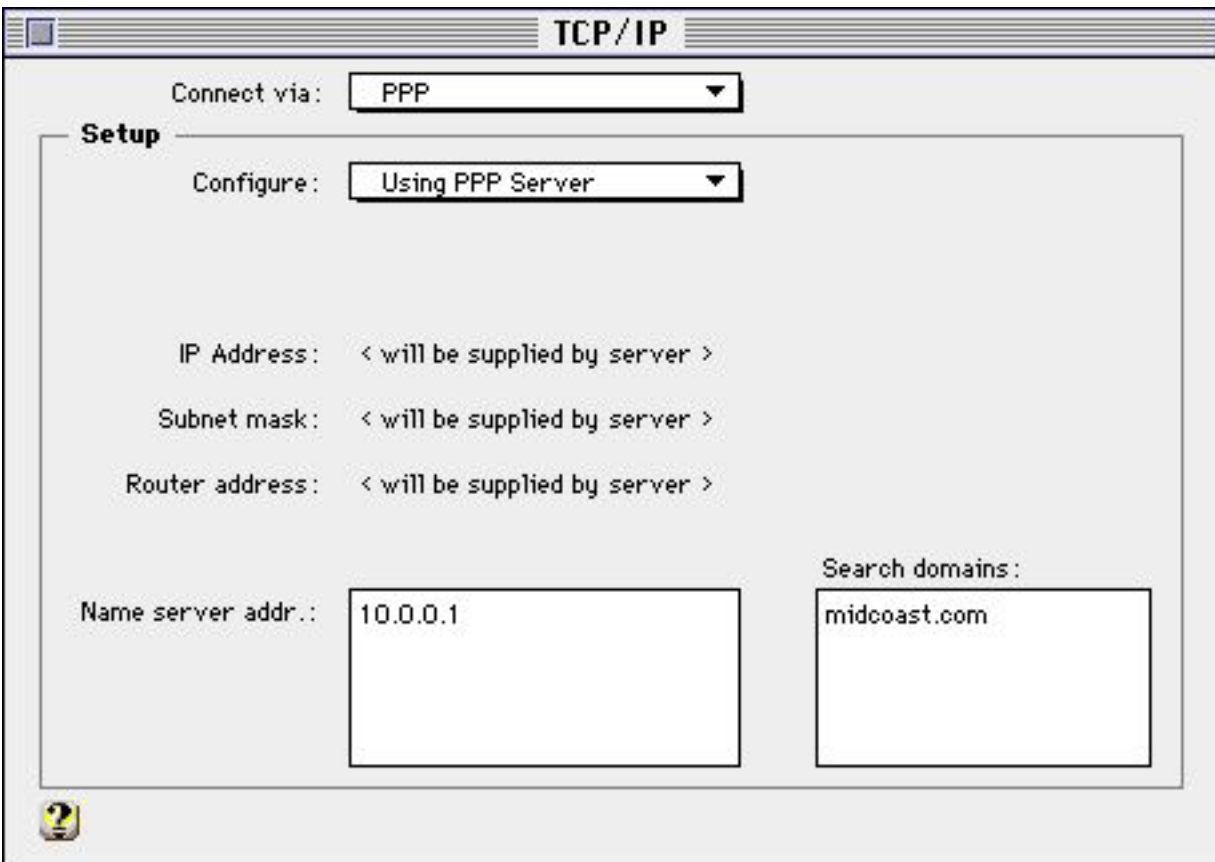 TCP/IP
Connect via: PPP
Setup
Configure: Using PPP Server
IP Address: < will be supplied by server >
Subnet mask: < will be supplied by server >
Router address: < will be supplied by server >
Search domains:
Name server addr.: 10.0.0.1 midcoast.com
?